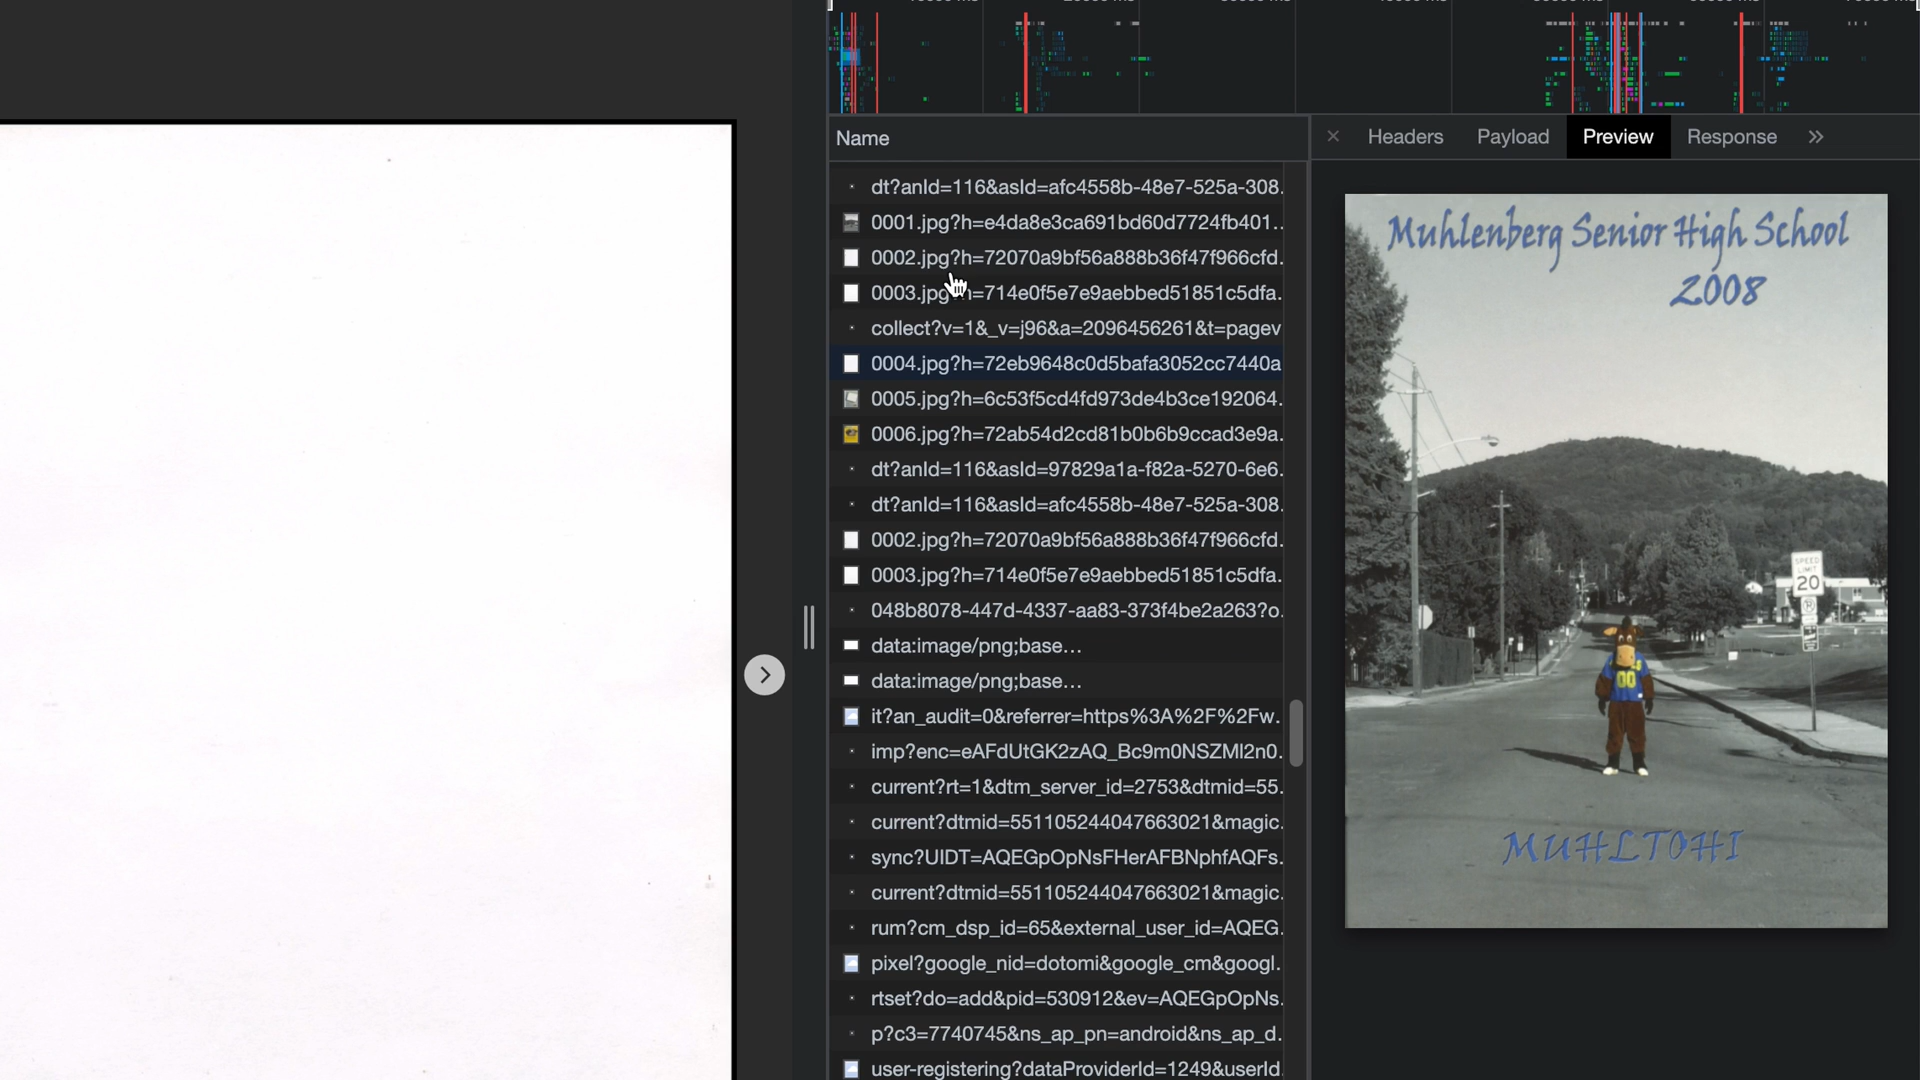 Name
dt?anId=116&asId=afc4558b-48e7-525a-308.
0001.jpg?h=e4da8e3ca691bd60d7724fb401..
0002.jpg?h=72070a9bf56a888b36f47f966cfd.
0003.jpg?h=714e0f5e7e9aebbed51851c5dfa.
collect?v=1&_v=j96&a=2096456261&t=pagev
0004.jpg?h=72eb9648c0d5bafa3052cc7440a
0005.jpg?h=6c53f5cd4fd973de4b3ce192064.
0006.jpg?h=72ab54d2cd81b0b6b9ccad3e9a.
dt?anId=116&asId=97829a1a-f82a-5270-6e6.
dt?anId=116&asId=afc4558b-48e7-525a-308.
0002.jpg?h=72070a9bf56a888b36f47f966cfd.
0003.jpg?h=714e0f5e7e9aebbed51851c5dfa.
048b8078-447d-4337-aa83-373f4be2a263?o.
data:image/png;base...
data:image/png;base...
it?an_audit=0&referrer=https%3A%2F%2Fw.
imp?enc=eAFdUtGK2zAQ_Bc9m0NSZMl2n0.
current?rt=1&dtm_server_id=2753&dtmid=55.
current?dtmid=551105244047663021&magic.
sync?UIDT=AQEGpOpNsFHerAFBNphfAQFs.
current?dtmid=551105244047663021&magic.
rum?cm_dsp_id=65&external_user_id=AQEG.
pixel?google_nid=dotomi&google_cm&googl.
rtset?do=add&pid=530912&ev=AQEGpOpNs.
p?c3=7740745&ns_ap_pn=android&ns_ap_d.
user-registering?dataProviderId=1249&userId
Headers Payload Preview Response
Muhlenberg Senior High School
2008
SPEED
LIMIT
20
00
MUHLTOHI